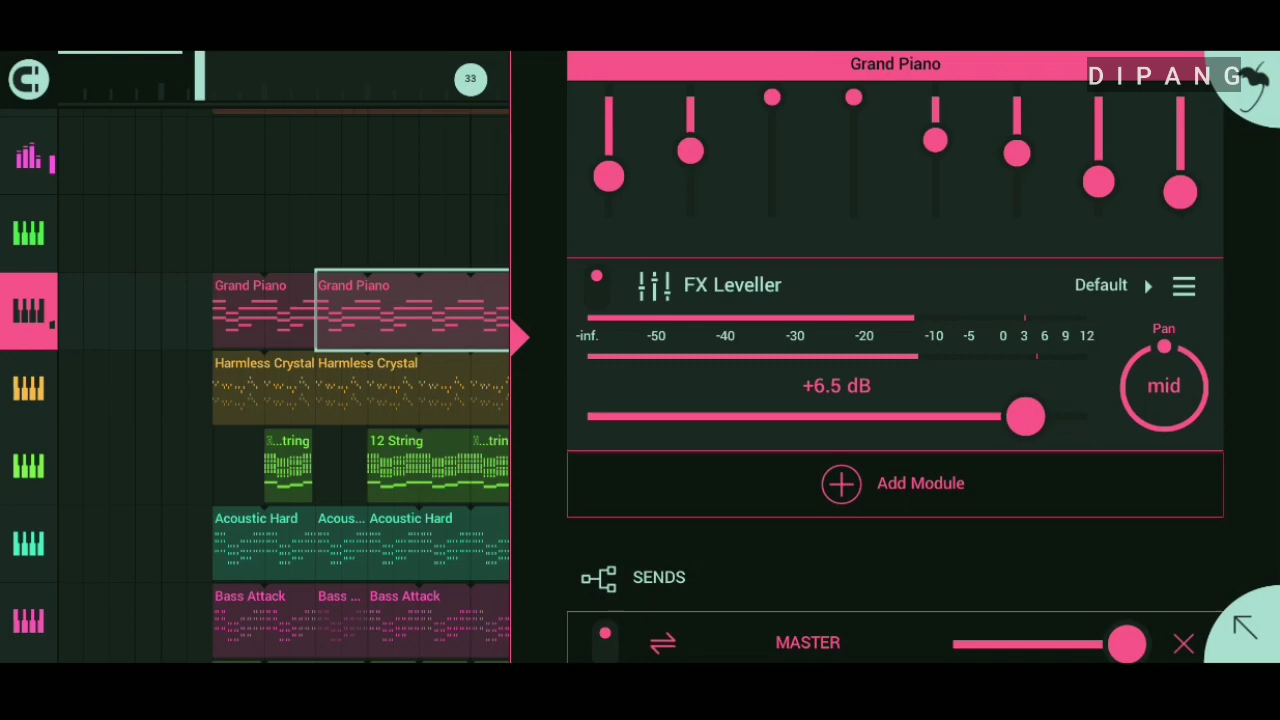 Grand Piano
DIPANG
33
Grand Piano
Grand Piano
FX Leveller
Default
-inf. -50 -40 -30 -20 -10 -5 0 3 6 9 12
Pan
+6.5 dB
mid
Harmless Crystal
Harmless Crystal
...tring
12 String
...trin
Add Module
Acoustic Hard
Acous...
Acoustic Hard
SENDS
Bass Attack
Bass ...
Bass Attack
MASTER